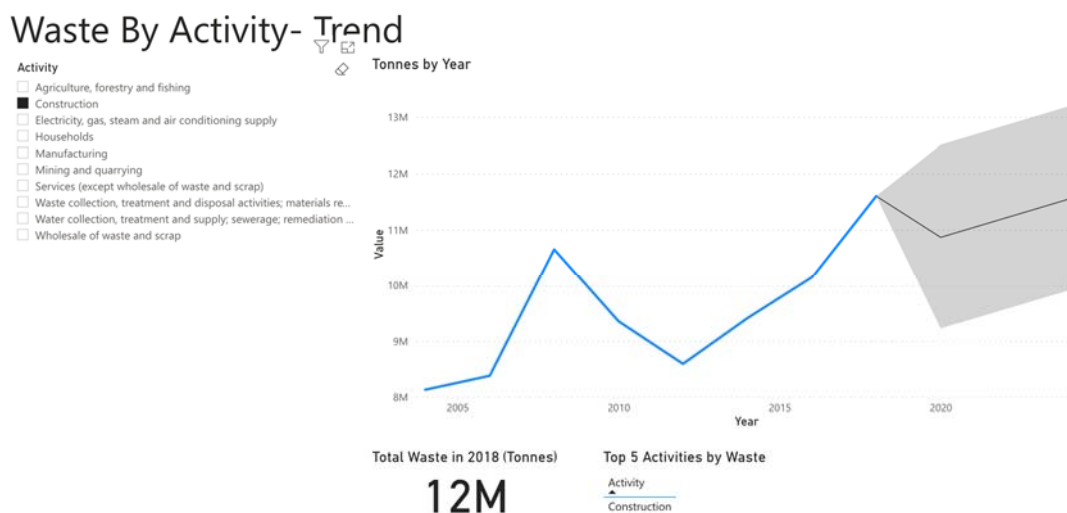 Waste By Activity- Trend
Activity
Agriculture, forestry and fishing
Construction
Electricity, gas, steam and air conditioning supply
Households
Manufacturing
Mining and quarrying
Services (except wholesale of waste and scrap)
Waste collection, treatment and disposal activities; materials re...
Water collection, treatment and supply; sewerage; remediation ...
Wholesale of waste and scrap
Tonnes by Year
Value
13M
12M
11M
10M
9M
8M
2005 2010 2015 2020
Year
Total Waste in 2018 (Tonnes)
12M
Top 5 Activities by Waste
Activity
Construction